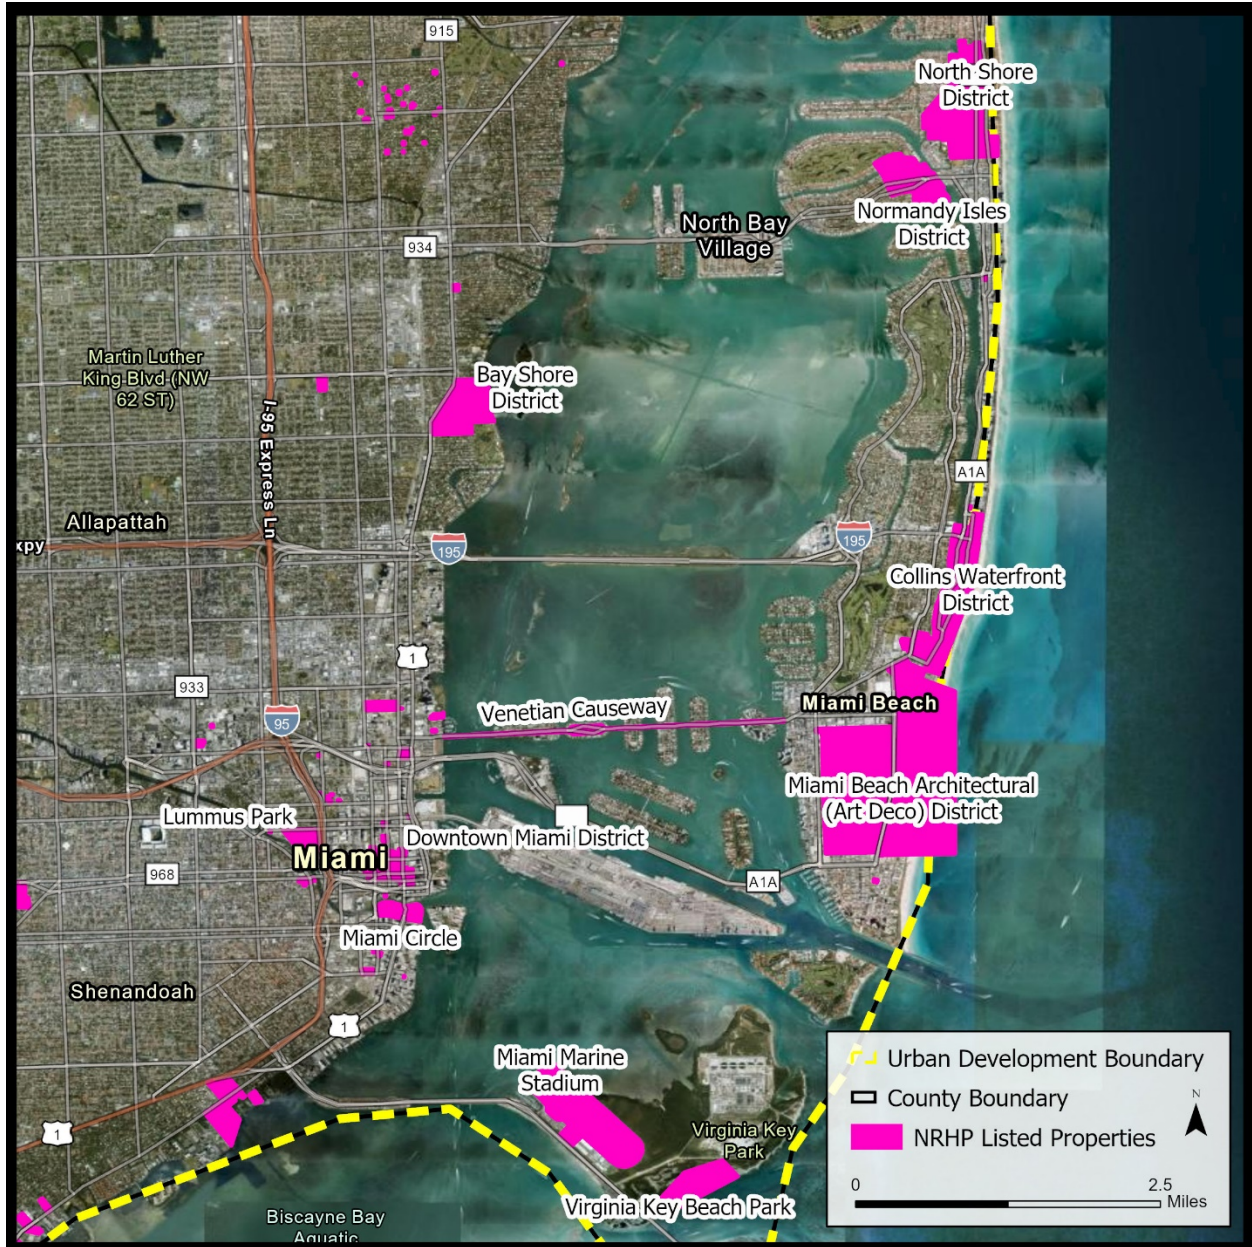 915
North Shore
District
North Bay
Village
Normandy Isles
District
934
Martin Luther
King Blvd (NW
62 ST)
Bay Shore
District
I-95 Express Ln
A1A
Allapattah
xpy
195
195
Collins Waterfront
District
1
933
95
Venetian Causeway
Miami Beach
Miami Beach Architectural
(Art Deco) District
Lummus Park
Downtown Miami District
Miami
968
A1A
Miami Circle
Shenandoah
1
Miami Marine
Stadium
Virginia Key
Park
1
Virginia Key Beach Park
Biscayne Bay
Aquatic
Urban Development Boundary
County Boundary
N
NRHP Listed Properties
0
2.5
Miles